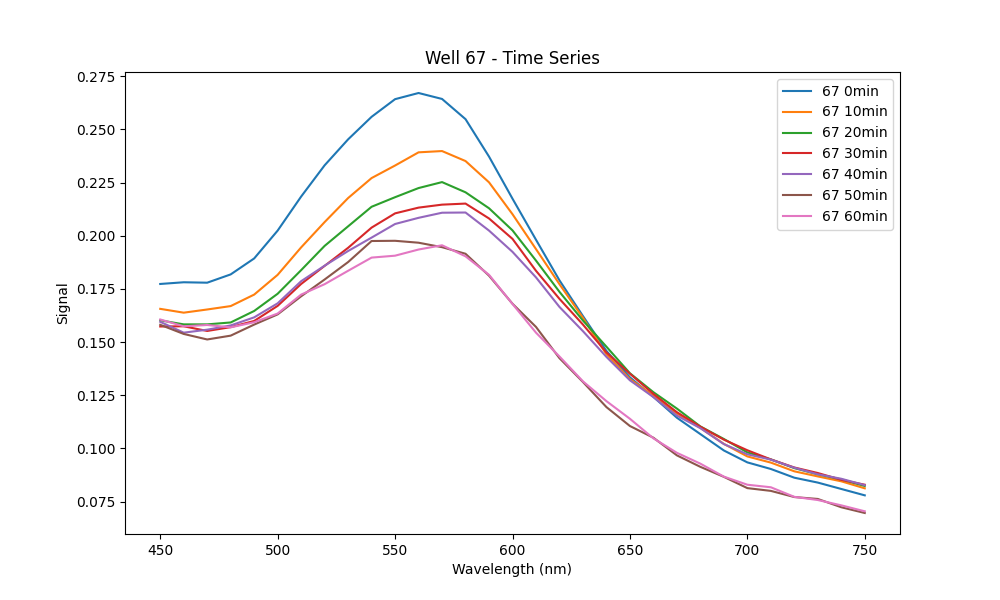 Well 67 - Time Series
0.275
0.250
0.225
0.200
0.175
0.150
0.125
0.100
0.075
Signal
67 0min
67 10min
67 20min
67 30min
67 40min
67 50min
67 60min
450 500 550 600 650 700 750
Wavelength (nm)